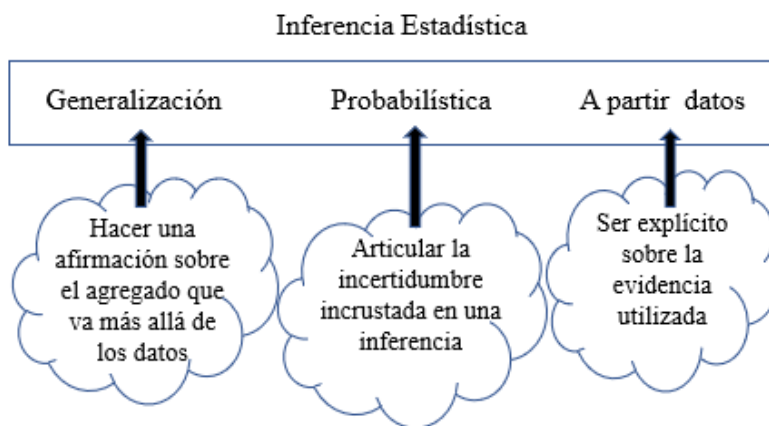 Inferencia Estadística
Generalización
Probabilística
A partir datos
Hacer una
afirmación sobre
el agregado que
va más allá de
los datos
Articular la
incertidumbre
incrustada en una
inferencia
Ser explícito
sobre la
evidencia
utilizada